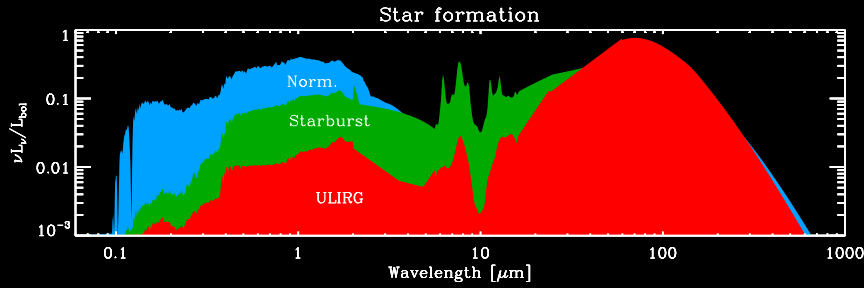 Star formation
1
0.1
0.01
10⁻³
νLν/Lbol
Norm.
Starburst
ULIRG
0.1 1 10 100 1000
Wavelength [μm]